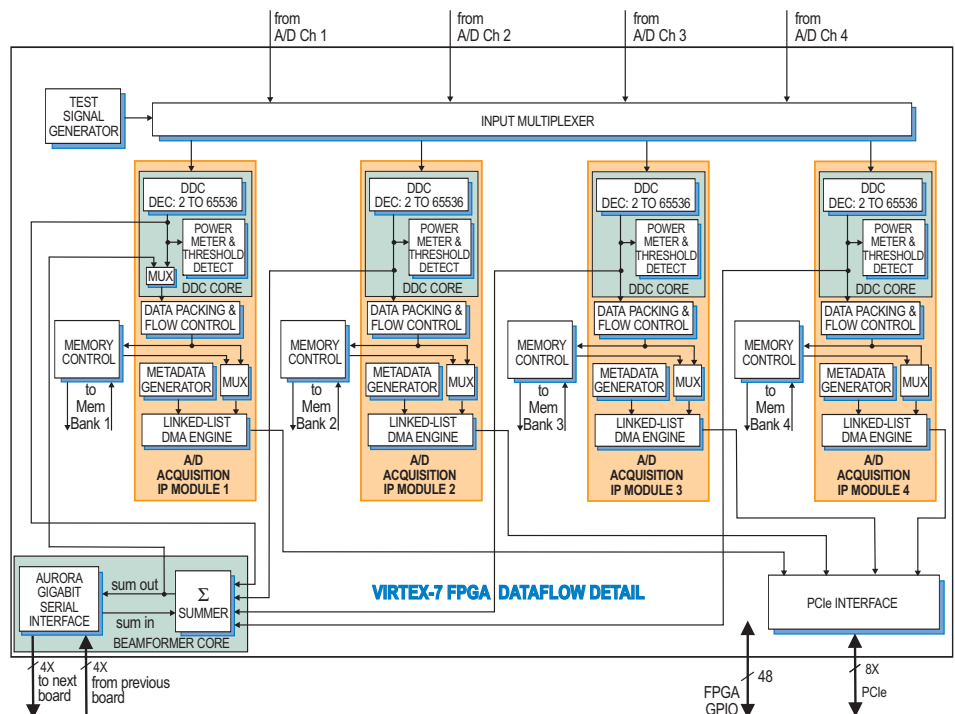 from
A/D Ch 1
from
A/D Ch 2
from
A/D Ch 3
from
A/D Ch 4
TEST
SIGNAL
GENERATOR
INPUT MULTIPLEXER
DDC
DEC: 2 TO 65536
POWER
METER &
THRESHOLD
DETECT
MUX
DDC CORE
DATA PACKING &
FLOW CONTROL
MEMORY
CONTROL
METADATA
GENERATOR
MUX
to
Mem
Bank 1
LINKED-LIST
DMA ENGINE
A/D
ACQUISITION
IP MODULE 1
DDC
DEC: 2 TO 65536
POWER
METER &
THRESHOLD
DETECT
DDC CORE
DATA PACKING &
FLOW CONTROL
MEMORY
CONTROL
METADATA
GENERATOR
MUX
to
Mem
Bank 2
LINKED-LIST
DMA ENGINE
A/D
ACQUISITION
IP MODULE 2
DDC
DEC: 2 TO 65536
POWER
METER &
THRESHOLD
DETECT
DDC CORE
DATA PACKING &
FLOW CONTROL
MEMORY
CONTROL
METADATA
GENERATOR
MUX
to
Mem
Bank 3
LINKED-LIST
DMA ENGINE
A/D
ACQUISITION
IP MODULE 3
DDC
DEC: 2 TO 65536
POWER
METER &
THRESHOLD
DETECT
DDC CORE
DATA PACKING &
FLOW CONTROL
MEMORY
CONTROL
METADATA
GENERATOR
MUX
to
Mem
Bank 4
LINKED-LIST
DMA ENGINE
A/D
ACQUISITION
IP MODULE 4
AURORA
GIGABIT
SERIAL
INTERFACE
sum out
sum in
Σ
SUMMER
BEAMFORMER CORE
VIRTEX-7 FPGA DATAFLOW DETAIL
PCIe INTERFACE
4X
to next
board
4X
from previous
board
48
FPGA
GPIO
8X
PCIe